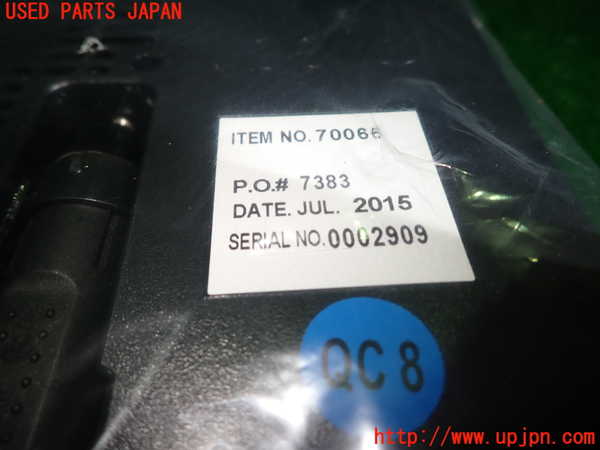 USED PARTS JAPAN
ITEM NO. 70066
P.O.# 7383
DATE. JUL. 2015
SERIAL NO. 0002909
QC 8
http://www.upjpn.com/